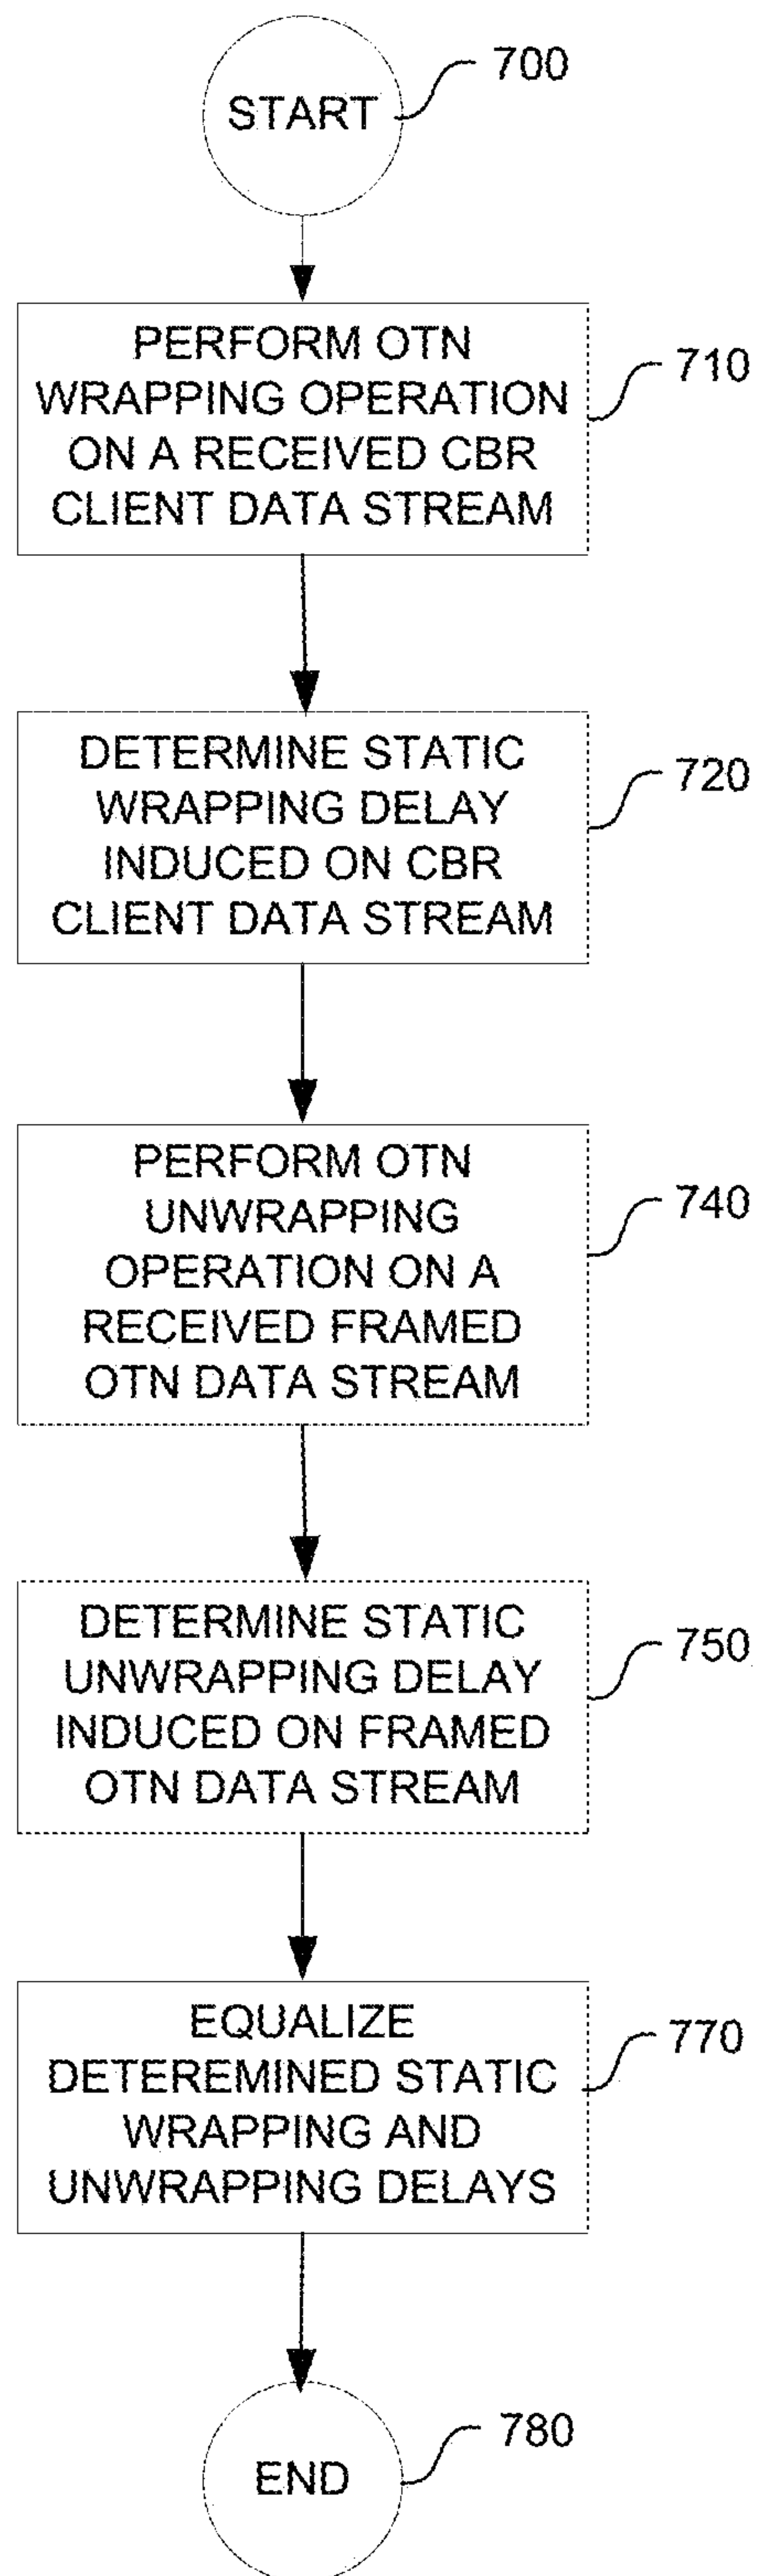 START
700
PERFORM OTN
WRAPPING OPERATION
ON A RECEIVED CBR
CLIENT DATA STREAM
710
DETERMINE STATIC
WRAPPING DELAY
INDUCED ON CBR
CLIENT DATA STREAM
720
PERFORM OTN
UNWRAPPING
OPERATION ON A
RECEIVED FRAMED
OTN DATA STREAM
740
DETERMINE STATIC
UNWRAPPING DELAY
INDUCED ON FRAMED
OTN DATA STREAM
750
EQUALIZE
DETEREMINED STATIC
WRAPPING AND
UNWRAPPING DELAYS
770
END
780